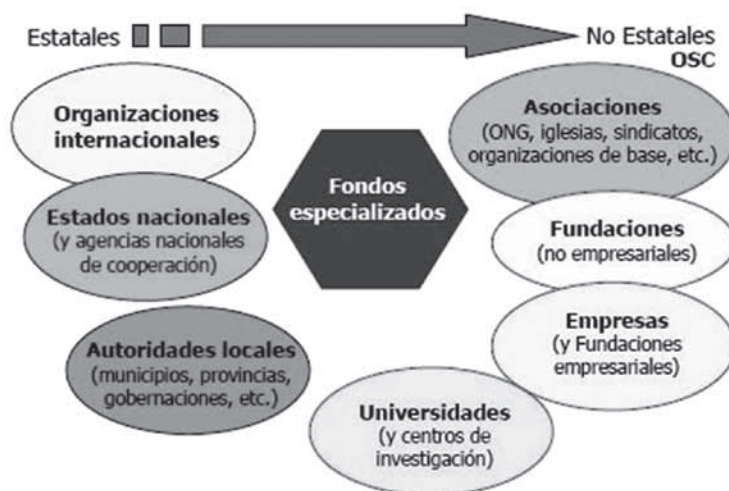 Estatales
No Estatales
OSC
Organizaciones
internacionales
Estados nacionales
(y agencias nacionales
de cooperación)
Autoridades locales
(municipios, provincias,
gobernaciones, etc.)
Fondos
especializados
Asociaciones
(ONG, iglesias, sindicatos,
organizaciones de base, etc.)
Fundaciones
(no empresariales)
Empresas
(y Fundaciones
empresariales)
Universidades
(y centros de
investigación)